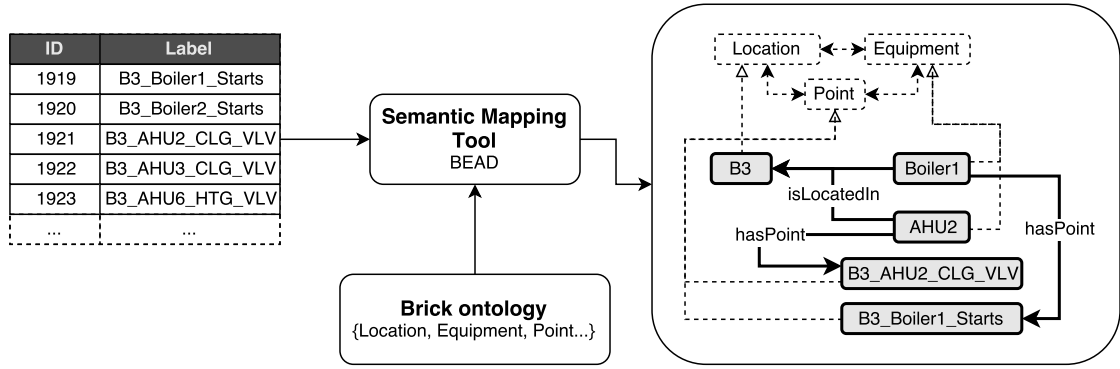 ID Label
1919 B3_Boiler1_Starts
1920 B3_Boiler2_Starts
1921 B3_AHU2_CLG_VLV
1922 B3_AHU3_CLG_VLV
1923 B3_AHU6_HTG_VLV
... ...
Semantic Mapping
Tool
BEAD
Brick ontology
{Location, Equipment, Point...}
Location Equipment
Point
B3 Boiler1
isLocatedIn
AHU2
hasPoint hasPoint
B3_AHU2_CLG_VLV
B3_Boiler1_Starts